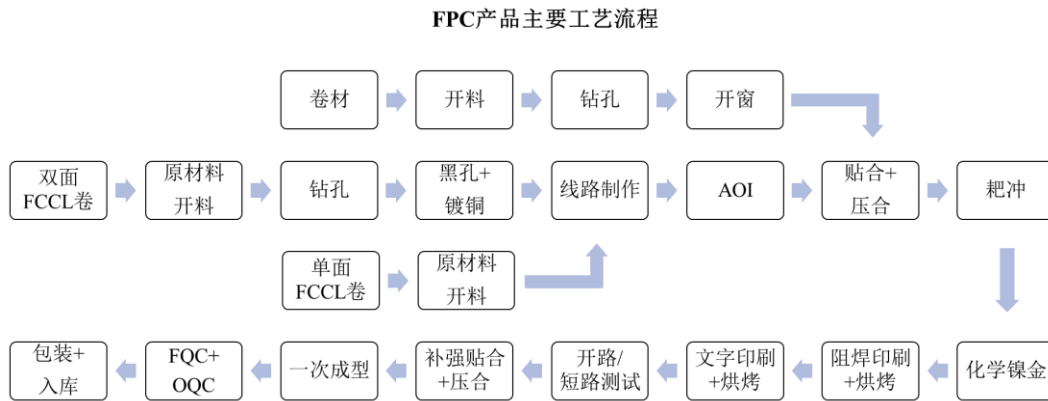 FPC产品主要工艺流程
卷材
开料
钻孔
开窗
双面
FCCL卷
原材料
开料
钻孔
黑孔+
镀铜
线路制作
AOI
贴合+
压合
耙冲
单面
FCCL卷
原材料
开料
包装+
入库
FQC+
OQC
一次成型
补强贴合
+压合
开路/
短路测试
文字印刷
+烘烤
阻焊印刷
+烘烤
化学镍金